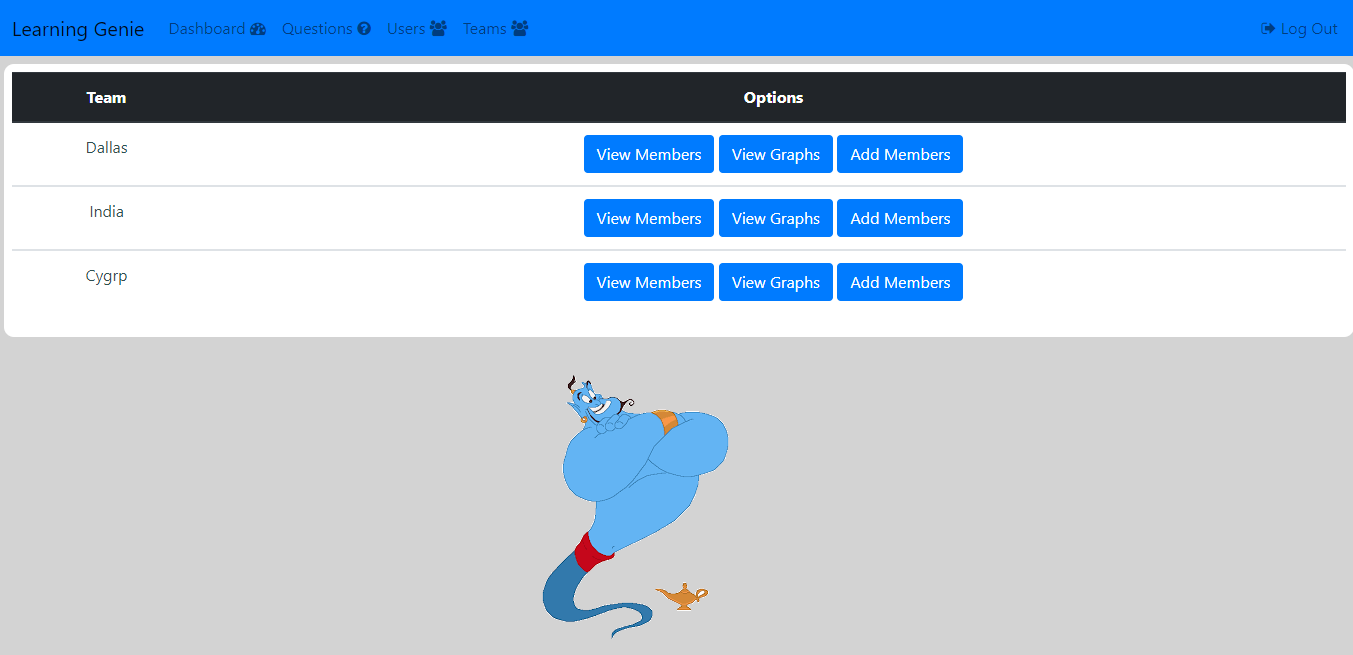 Learning Genie Dashboard Questions Users Teams Log Out
Team Options
Dallas View Members View Graphs Add Members
India View Members View Graphs Add Members
Cygrp View Members View Graphs Add Members